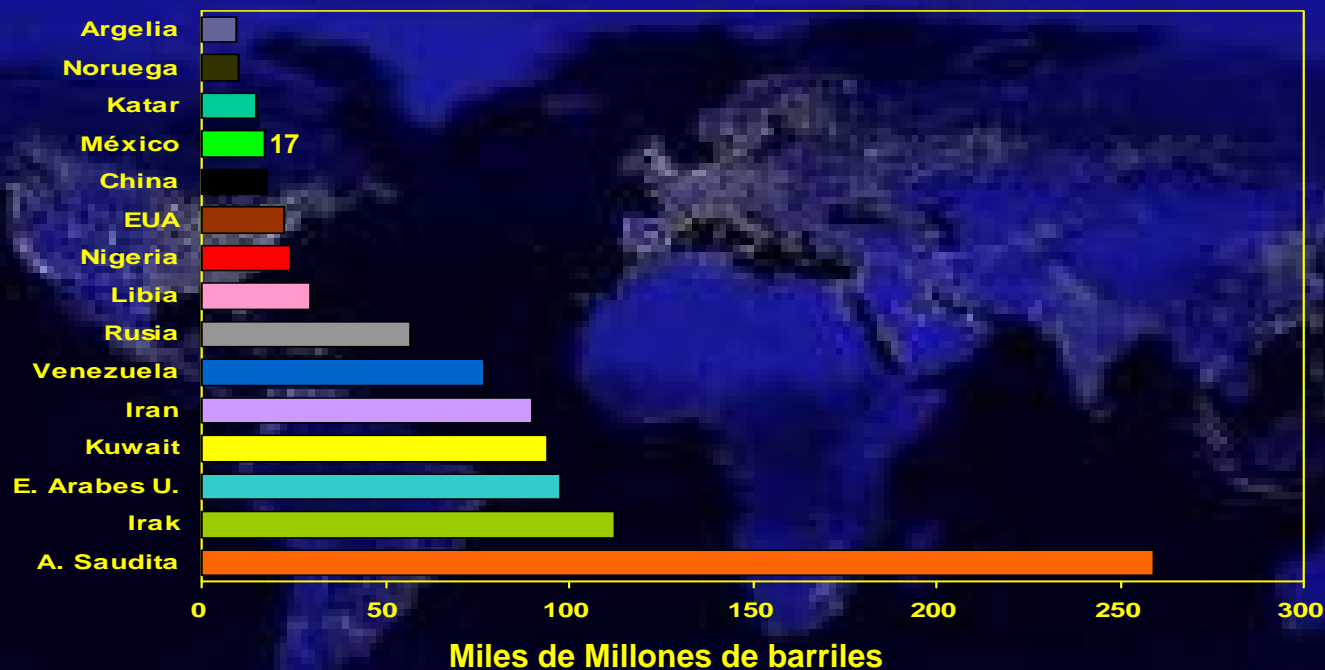 Argelia
Noruega
Katar
México 17
China
EUA
Nigeria
Libia
Rusia
Venezuela
Iran
Kuwait
E. Arabes U.
Irak
A. Saudita
0 50 100 150 200 250 300
Miles de Millones de barriles